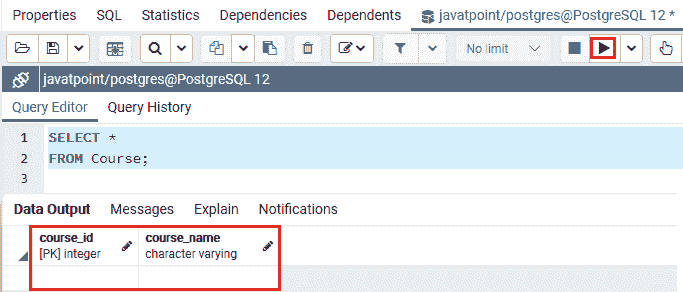 Properties SQL Statistics Dependencies Dependents javatpoint/postgres@PostgreSQL 12 *
No limit
javatpoint/postgres@PostgreSQL 12
Query Editor Query History
1 SELECT *
2 FROM Course;
3
Data Output Messages Explain Notifications
course_id course_name
[PK] integer character varying